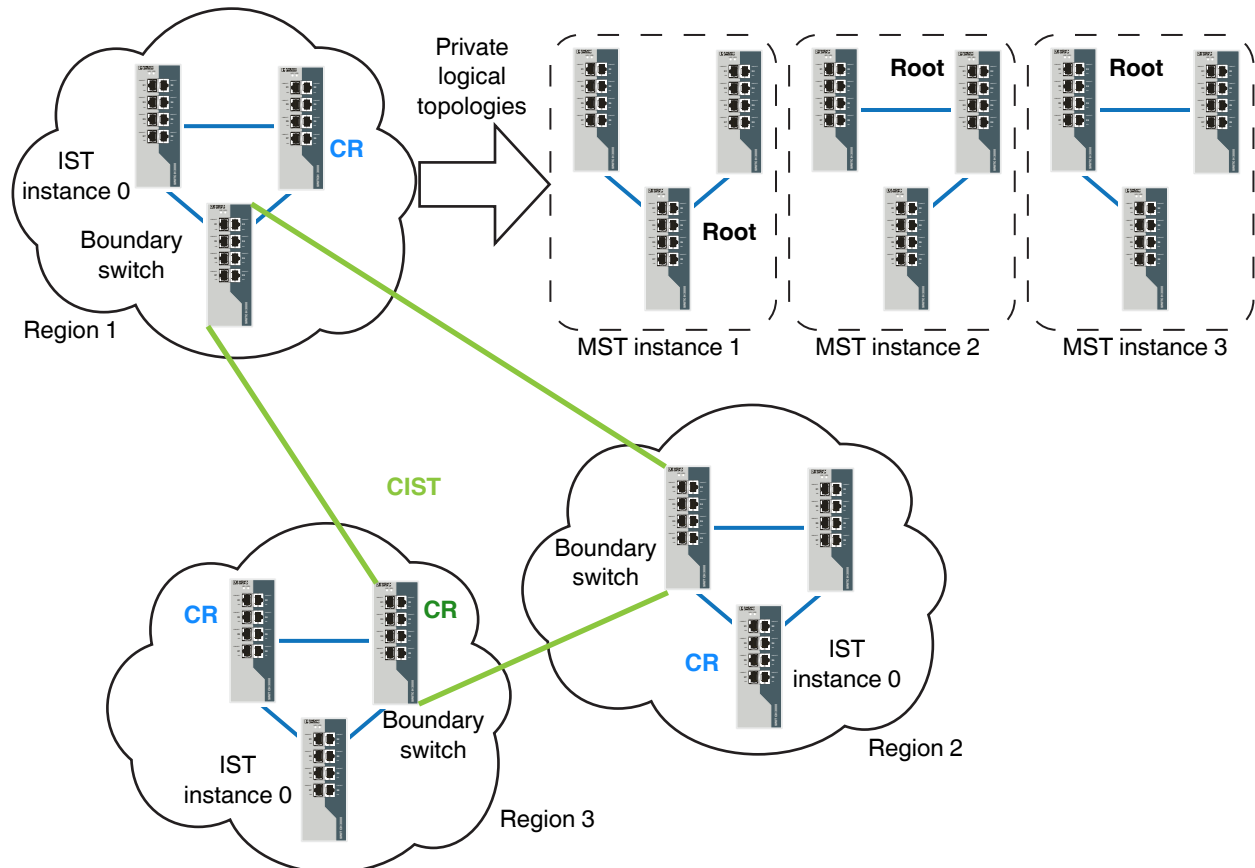 Private
logical
topologies
Root
Root
Root
CR
IST
instance 0
Boundary
switch
Region 1
MST instance 1
MST instance 2
MST instance 3
CIST
Boundary
switch
CR
CR
CR
IST
instance 0
Boundary
switch
IST
instance 0
Region 2
Region 3